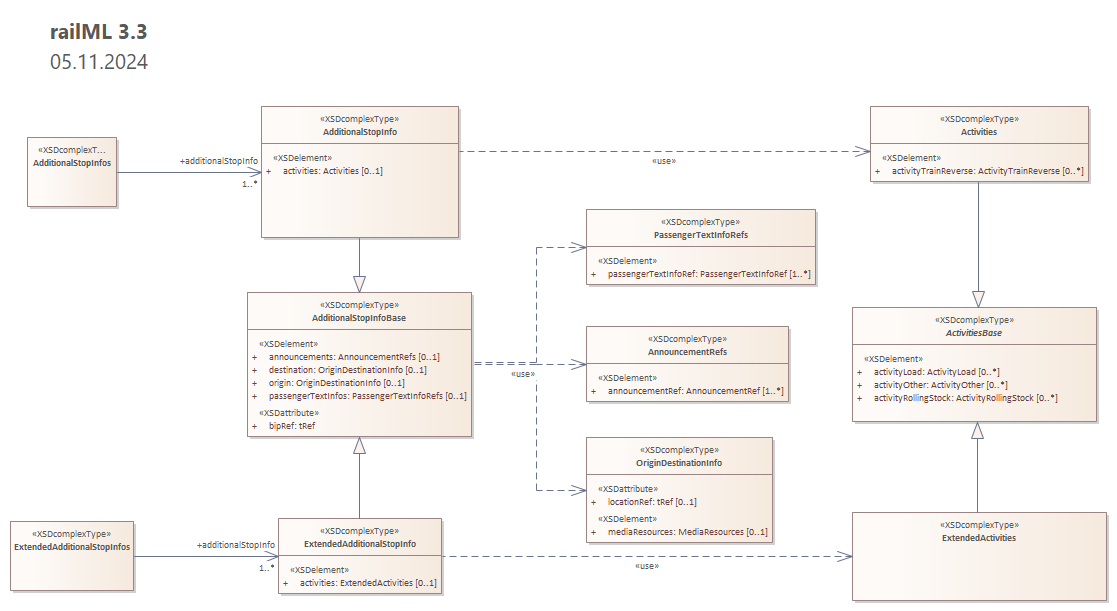 railML 3.3
05.11.2024
«XSDcomplexT...
AdditionalStopInfos
+additionalStopInfo
1..*
«XSDcomplexType»
AdditionalStopInfo
«XSDelement»
+ activities: Activities [0..1]
«use»
«XSDcomplexType»
Activities
«XSDelement»
+ activityTrainReverse: ActivityTrainReverse [0..*]
«XSDcomplexType»
PassengerTextInfoRefs
«XSDelement»
+ passengerTextInfoRef: PassengerTextInfoRef [1..*]
«XSDcomplexType»
AdditionalStopInfoBase
«XSDelement»
+ announcements: AnnouncementRefs [0..1]
+ destination: OriginDestinationInfo [0..1]
+ origin: OriginDestinationInfo [0..1]
+ passengerTextInfos: PassengerTextInfoRefs [0..1]
«XSDattribute»
+ bipRef: tRef
«use»
«XSDcomplexType»
AnnouncementRefs
«XSDelement»
+ announcementRef: AnnouncementRef [1..*]
«XSDcomplexType»
ActivitiesBase
«XSDelement»
+ activityLoad: ActivityLoad [0..*]
+ activityOther: ActivityOther [0..*]
+ activityRollingStock: ActivityRollingStock [0..*]
«XSDcomplexType»
OriginDestinationInfo
«XSDattribute»
+ locationRef: tRef [0..1]
«XSDelement»
+ mediaResources: MediaResources [0..1]
«XSDcomplexType»
ExtendedAdditionalStopInfos
+additionalStopInfo
1..*
«XSDcomplexType»
ExtendedAdditionalStopInfo
«XSDelement»
+ activities: ExtendedActivities [0..1]
«use»
«XSDcomplexType»
ExtendedActivities